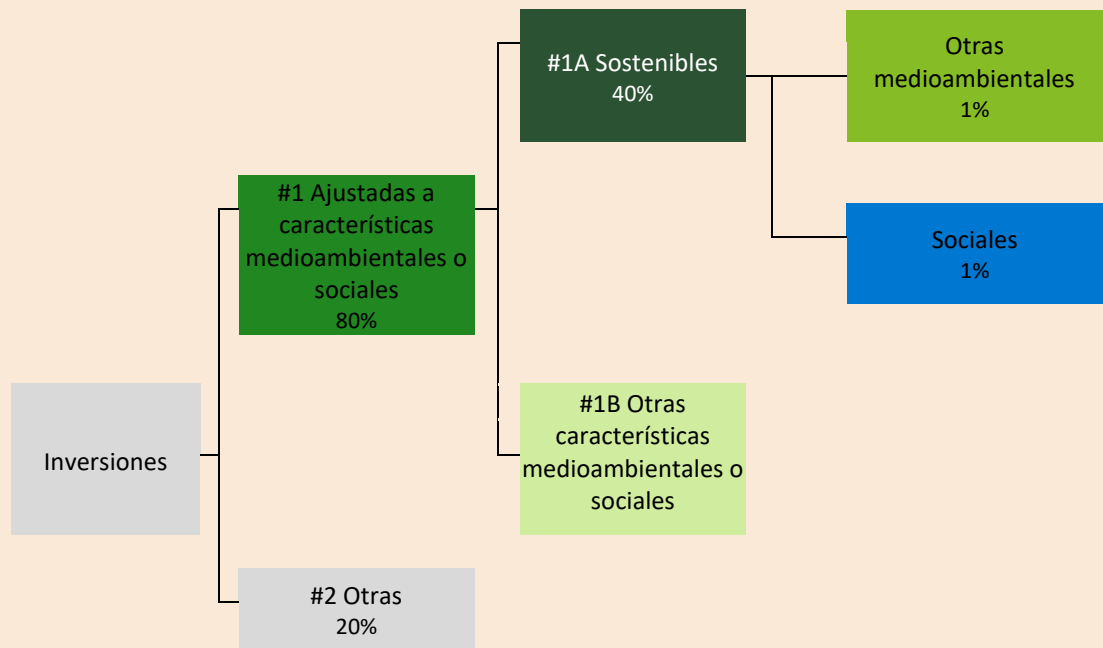 #1A Sostenibles
40%
Otras
medioambientales
1%
#1 Ajustadas a
características
medioambientales o
sociales
80%
Sociales
1%
Inversiones
#1B Otras
características
medioambientales o
sociales
#2 Otras
20%